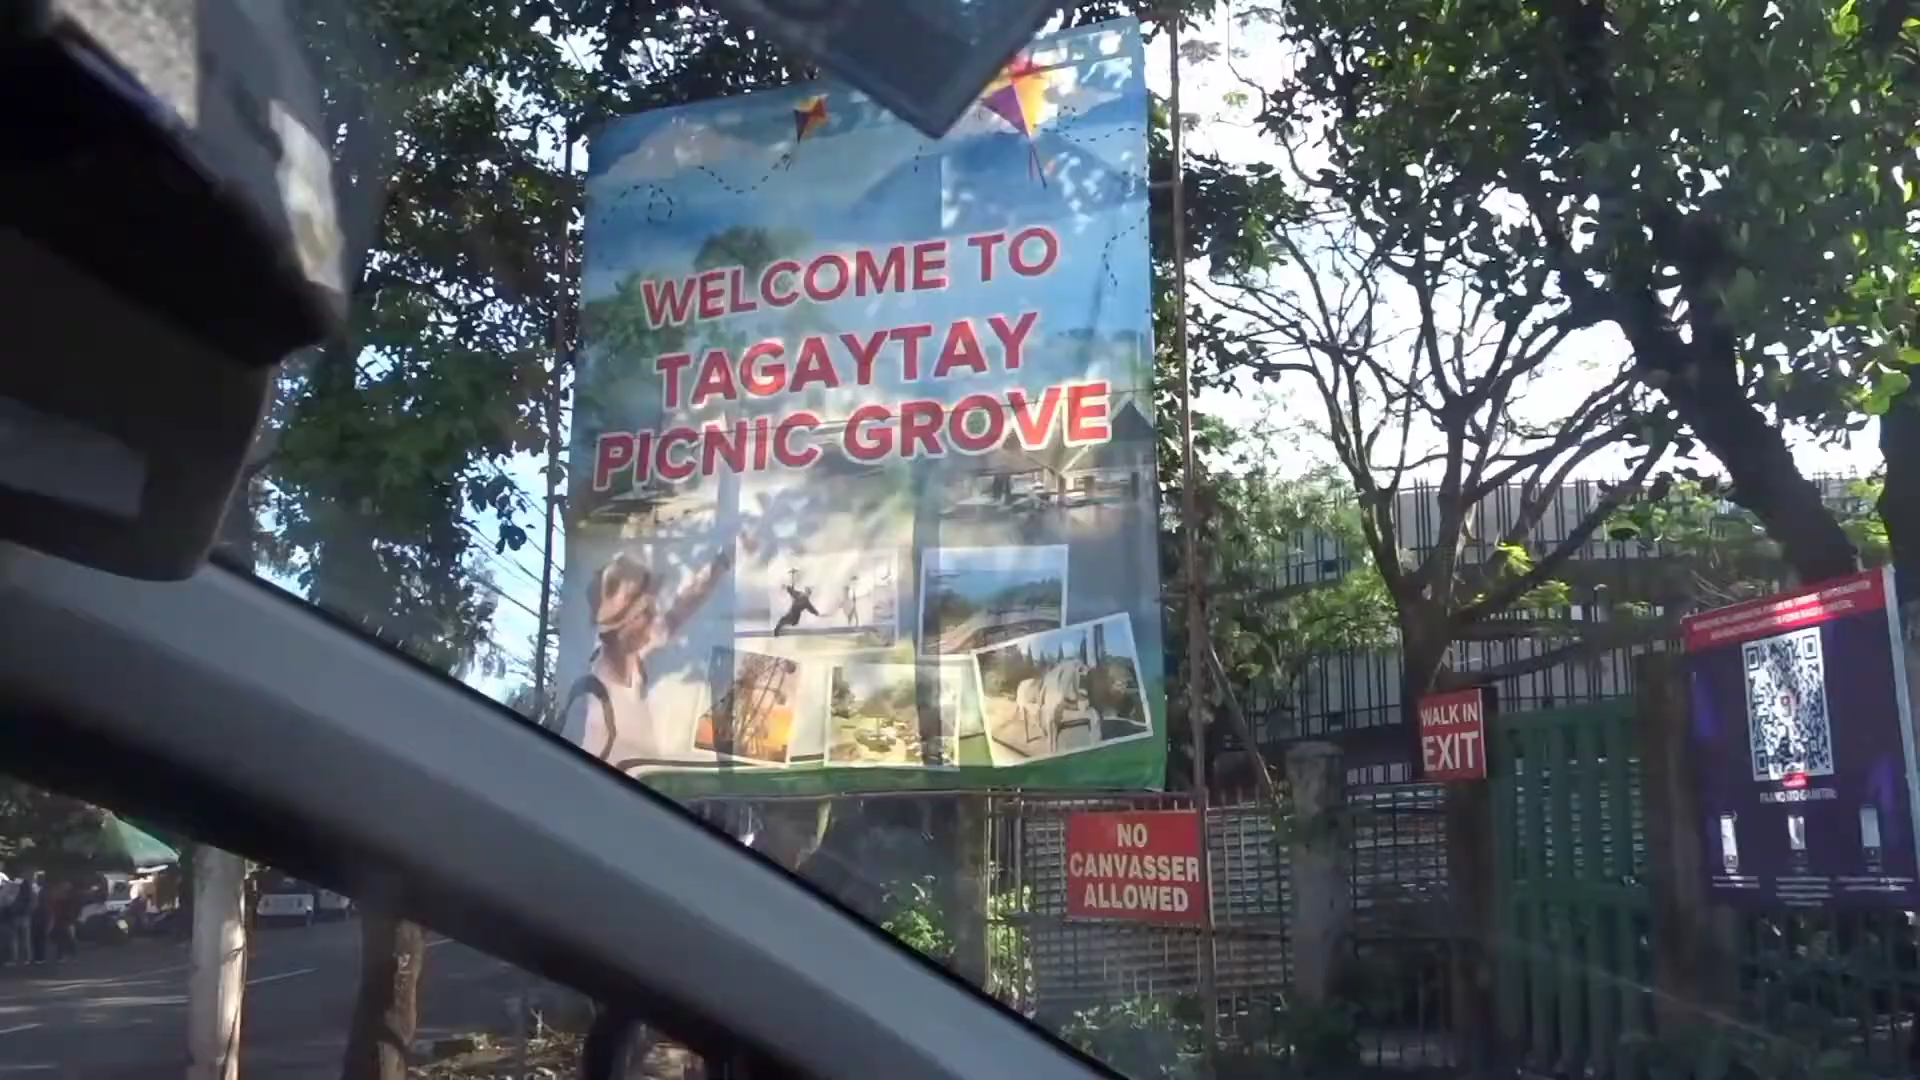 WELCOME TO
TAGAYTAY
PICNIC GROVE
NO
CANVASSER
ALLOWED
WALK IN
EXIT